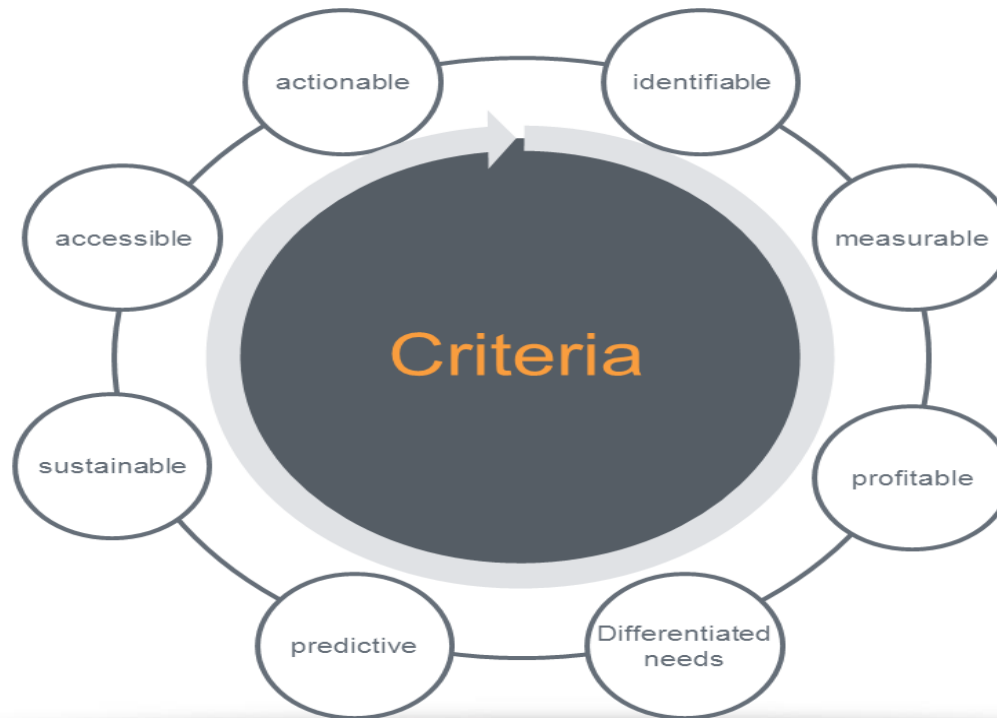 actionable
identifiable
accessible
measurable
Criteria
sustainable
profitable
predictive
Differentiated
needs